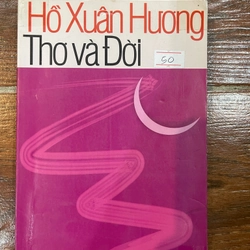 Hồ Xuân Hương
Thơ và Đời
50